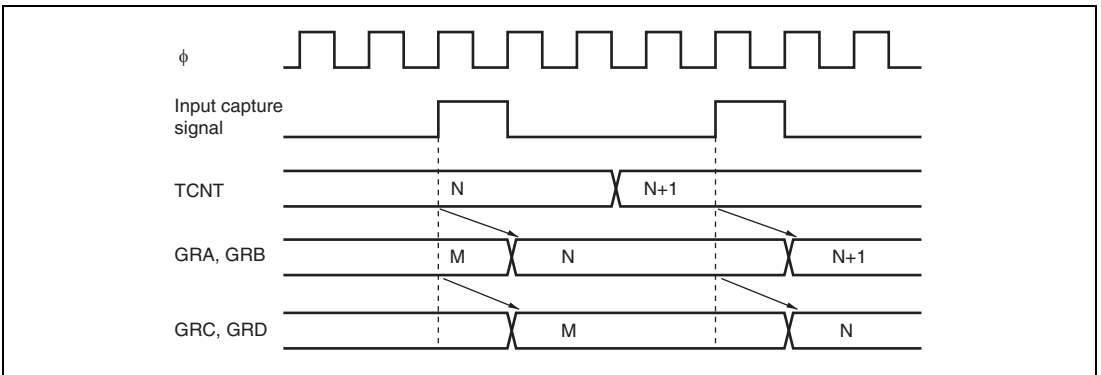 ϕ
Input capture
signal
TCNT
N
N+1
GRA, GRB
M
N
N+1
GRC, GRD
M
N